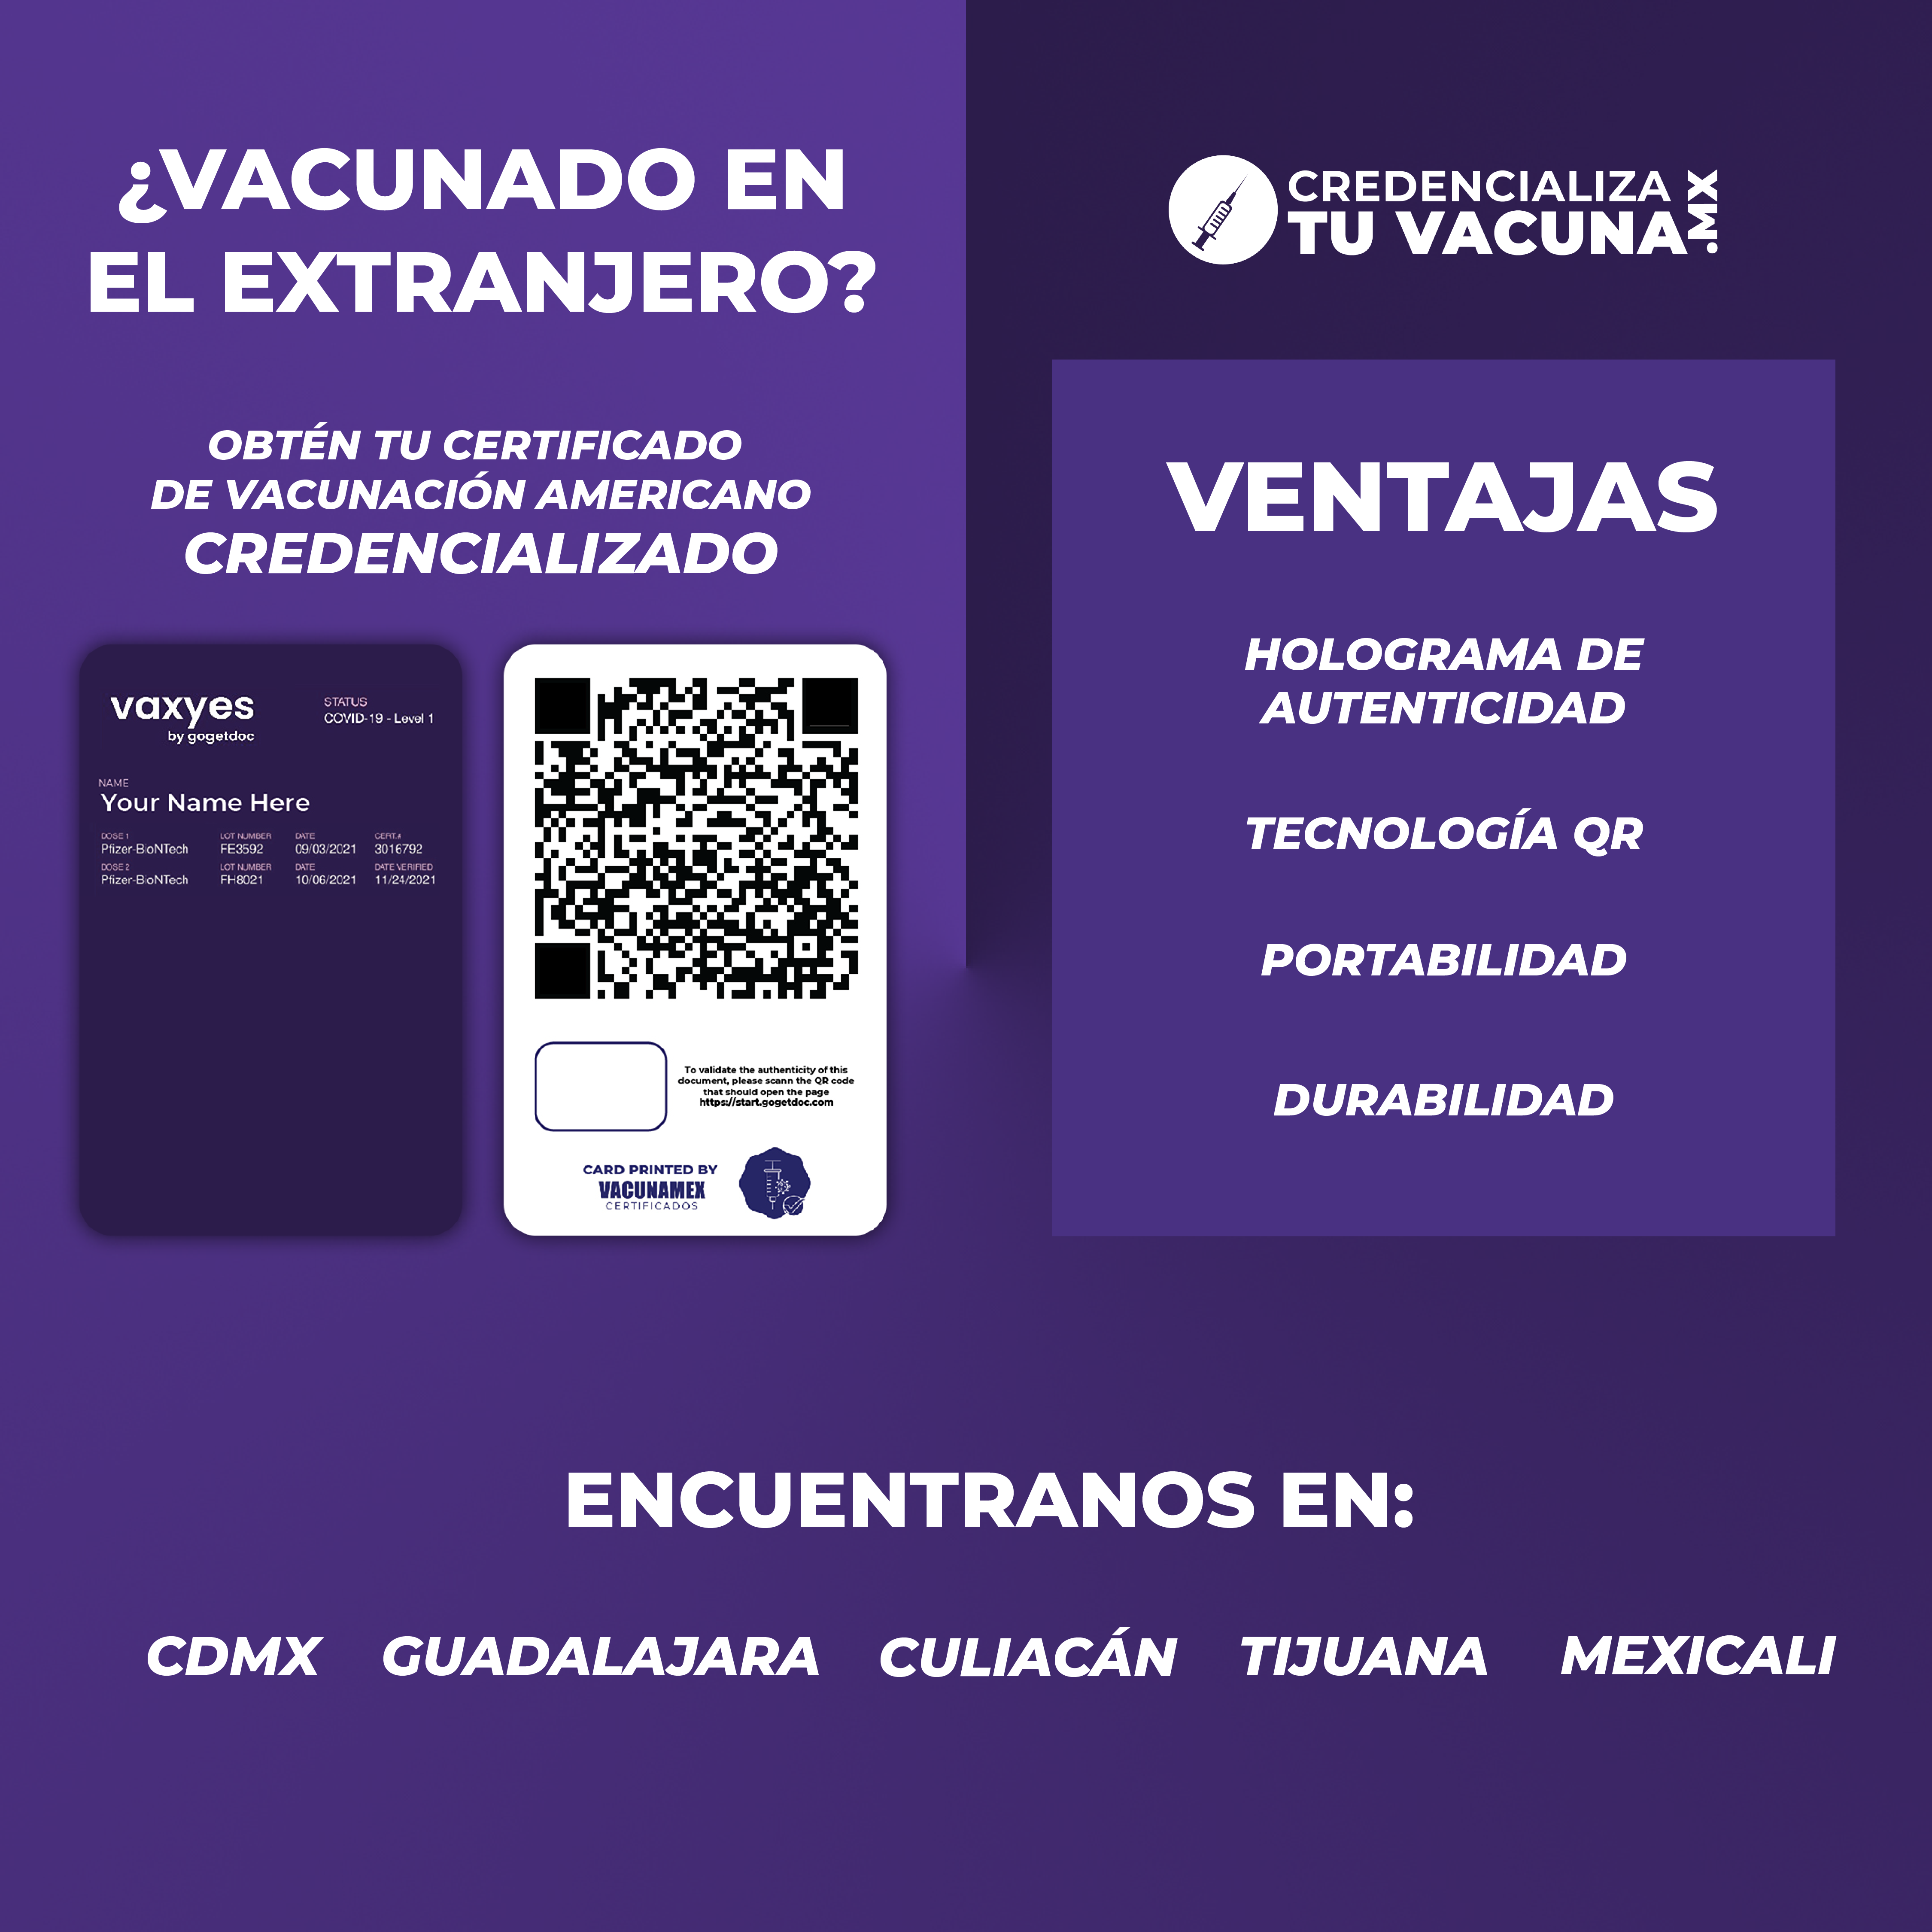 ¿VACUNADO EN
EL EXTRANJERO?
OBTÉN TU CERTIFICADO
DE VACUNACIÓN AMERICANO
CREDENCIALIZADO
vaxyes
by gogetdoc
STATUS
COVID-19 - Level 1
NAME
Your Name Here
DOSE 1 LOT NUMBER DATE CERT.#
Pfizer-BioNTech FE3592 09/03/2021 3016792
DOSE 2 LOT NUMBER DATE DATE VERIFIED
Pfizer-BioNTech FH8021 10/06/2021 11/24/2021
To validate the authenticity of this
document, please scann the QR code
that should open the page
https://start.gogetdoc.com
CARD PRINTED BY
VACUNAMEX
CERTIFICADOS
CREDENCIALIZA
TU VACUNA
.MX
VENTAJAS
HOLOGRAMA DE
AUTENTICIDAD
TECNOLOGÍA QR
PORTABILIDAD
DURABILIDAD
ENCUENTRANOS EN:
CDMX GUADALAJARA CULIACÁN TIJUANA MEXICALI